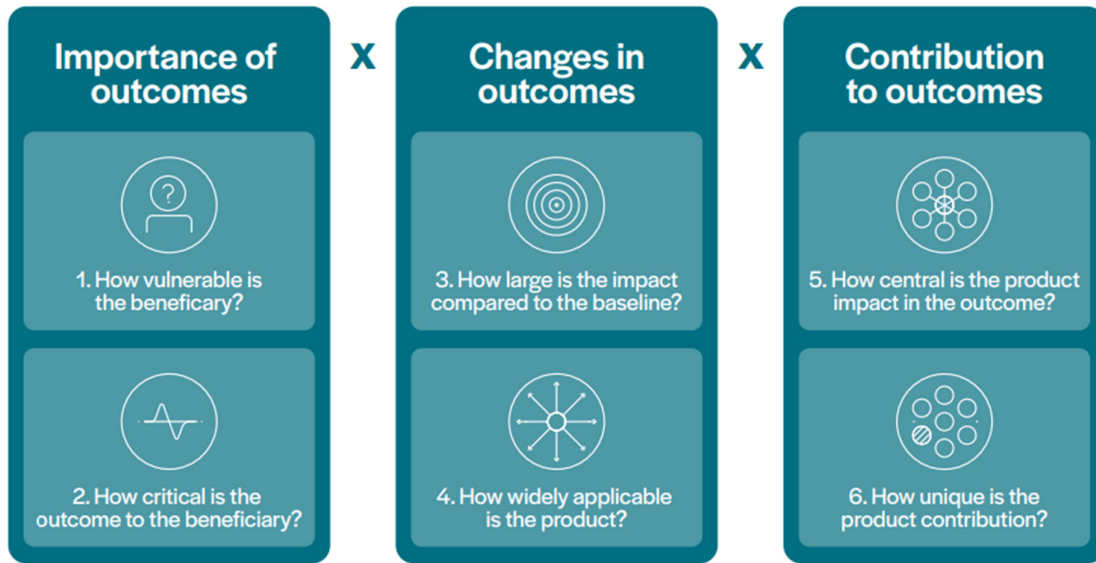 Importance of
outcomes
x
Changes in
outcomes
x
Contribution
to outcomes
?
1. How vulnerable is
the beneficary?
3. How large is the impact
compared to the baseline?
5. How central is the product
impact in the outcome?
2. How critical is the
outcome to the beneficiary?
4. How widely applicable
is the product?
6. How unique is the
product contribution?